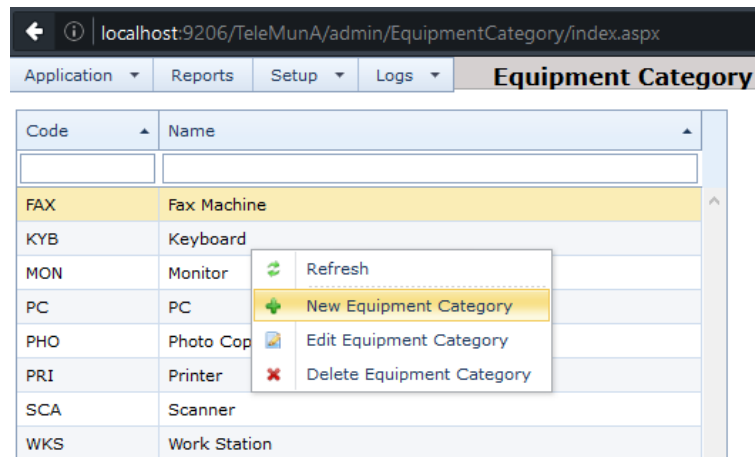 localhost:9206/TeleMunA/admin/EquipmentCategory/index.aspx
Application Reports Setup Logs Equipment Category
Code Name
FAX Fax Machine
KYB Keyboard
MON Monitor
Refresh
PC PC
New Equipment Category
PHO Photo Cop
Edit Equipment Category
PRI Printer
Delete Equipment Category
SCA Scanner
WKS Work Station